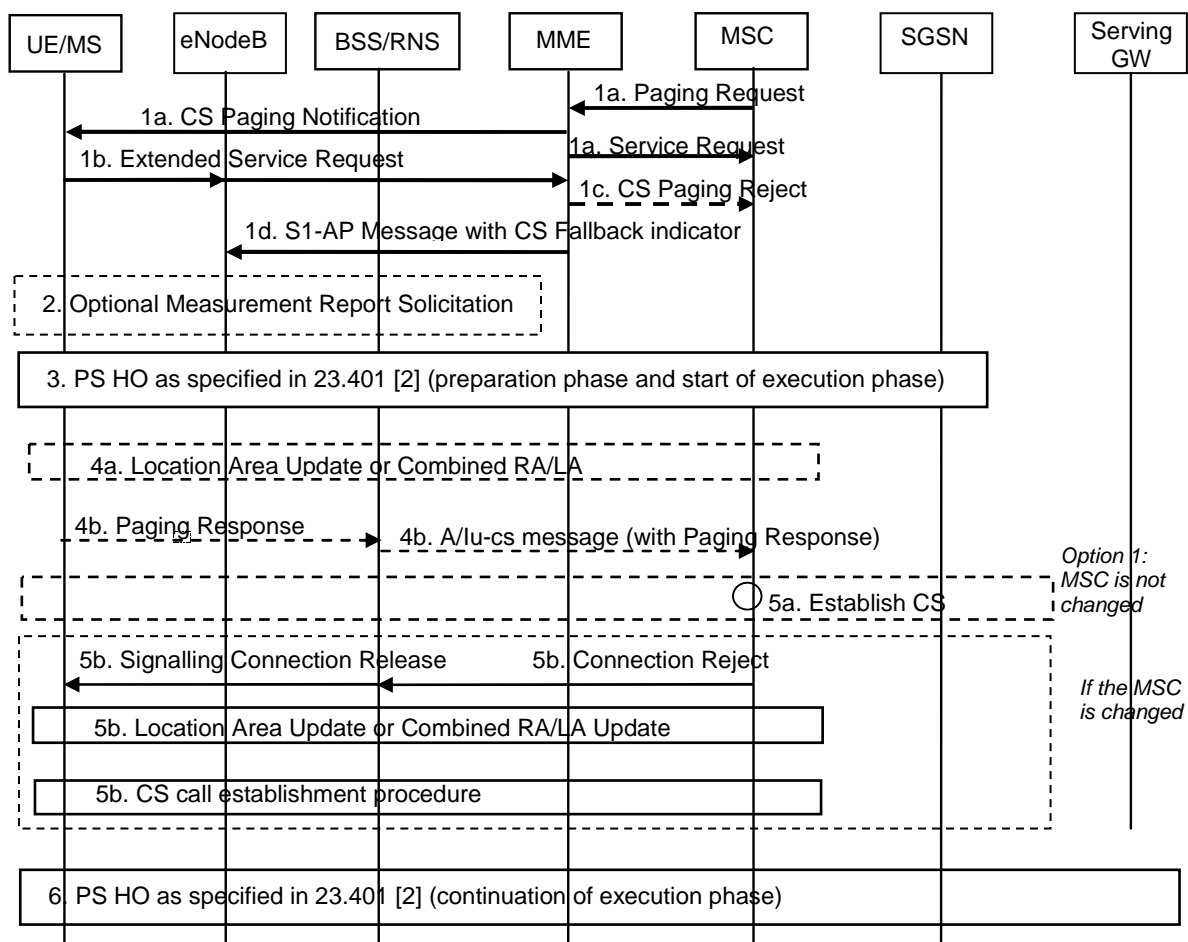 UE/MS
eNodeB
BSS/RNS
MME
MSC
SGSN
Serving
GW
1a. Paging Request
1a. CS Paging Notification
1a. Service Request
1b. Extended Service Request
1c. CS Paging Reject
1d. S1-AP Message with CS Fallback indicator
2. Optional Measurement Report Solicitation
3. PS HO as specified in 23.401 [2] (preparation phase and start of execution phase)
4a. Location Area Update or Combined RA/LA
4b. Paging Response
4b. A/Iu-cs message (with Paging Response)
Option 1:
MSC is not
changed
5a. Establish CS
5b. Signalling Connection Release
5b. Connection Reject
If the MSC
is changed
5b. Location Area Update or Combined RA/LA Update
5b. CS call establishment procedure
6. PS HO as specified in 23.401 [2] (continuation of execution phase)